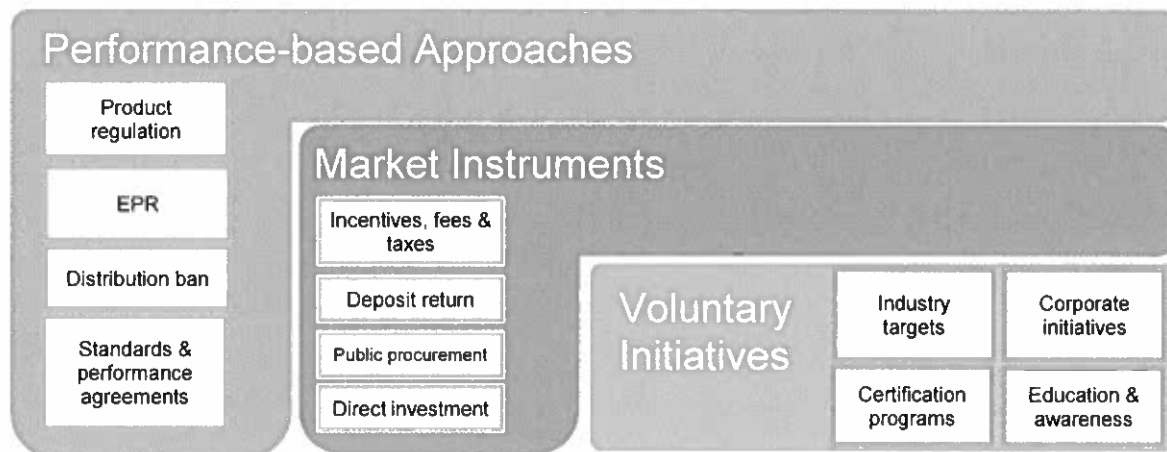 Performance-based Approaches
Product
regulation
EPR
Distribution ban
Standards &
performance
agreements
Market Instruments
Incentives, fees &
taxes
Deposit return
Public procurement
Direct investment
Voluntary
Initiatives
Industry
targets
Corporate
initiatives
Certification
programs
Education &
awareness